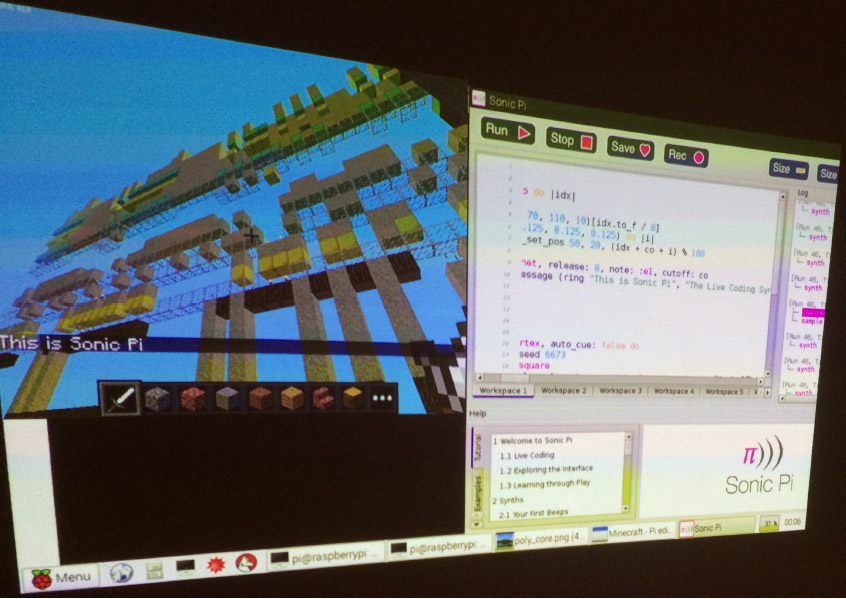 This is Sonic Pi
Sonic Pi
Run
Stop
Save
Rec
Size
Size
do |idx|
70, 110, 10)[idx.to_f / 8]
.125, 0.125) do |i|
_set_pos 50, 20, (idx + co + i) % 100
release: 0, note: :e1, cutoff: co
essage (ring "This is Sonic Pi", "The Live Coding Syn
rtex, auto_cue: false do
seed 6673
square
Log
synth
[Run 46, T
synth
[Run 46, T
synth
[Run 46, T
synth
[Run 46, T
sample
[Run 46, T
synth
[Run 46, T
synth
[Run 46, T
Workspace 1
Workspace 2
Workspace 3
Workspace 4
Workspace 5
Help
Tutorial
Examples
1 Welcome to Sonic Pi
1.1 Live Coding
1.2 Exploring the Interface
1.3 Learning through Play
2 Synths
2.1 Your First Beeps
π)))
Sonic Pi
Menu
pi@raspberrypi: ...
pi@raspberrypi: ...
poly_core.png (4...
Minecraft - Pi edi...
Sonic Pi
37 %
00:06